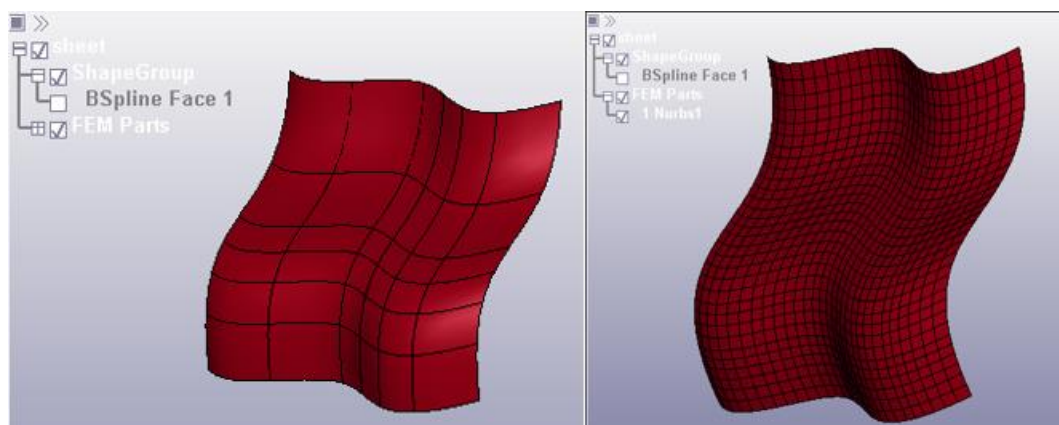 sheet
ShapeGroup
BSpline Face 1
FEM Parts
sheet
ShapeGroup
BSpline Face 1
FEM Parts
1 Nurbs1